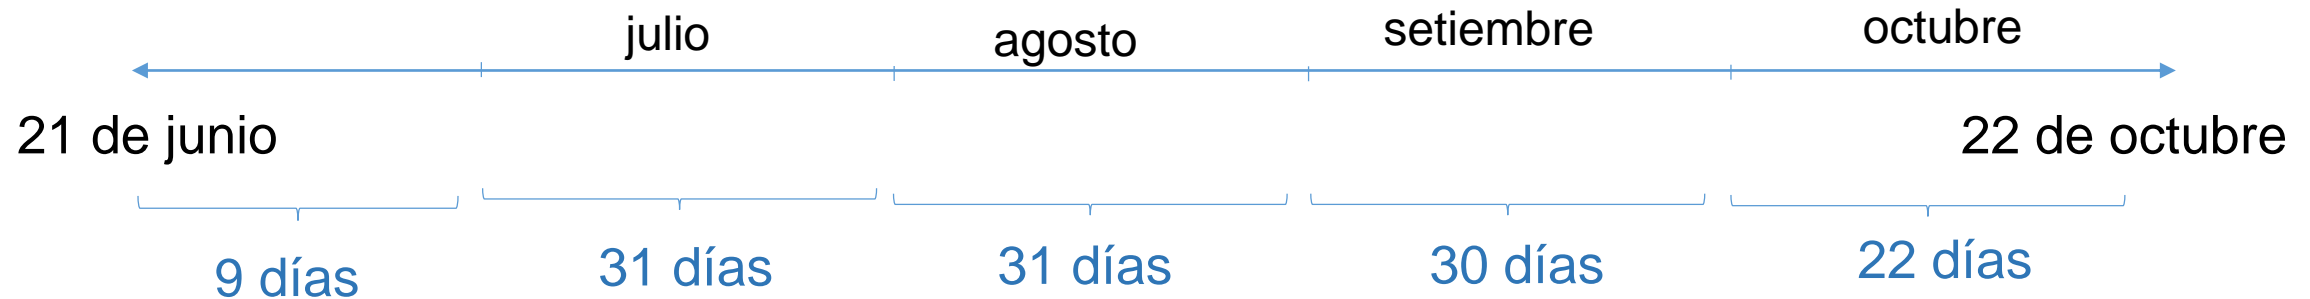 julio agosto setiembre octubre
21 de junio 22 de octubre
9 días 31 días 31 días 30 días 22 días